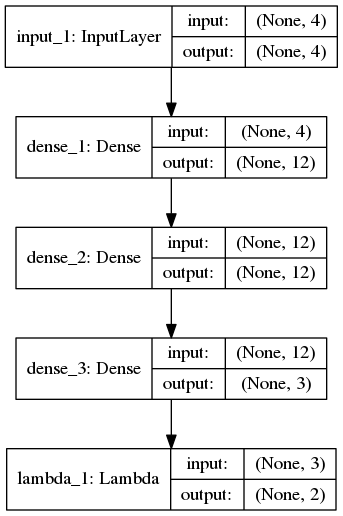 input_1: InputLayer
input: (None, 4)
output: (None, 4)
dense_1: Dense
input: (None, 4)
output: (None, 12)
dense_2: Dense
input: (None, 12)
output: (None, 12)
dense_3: Dense
input: (None, 12)
output: (None, 3)
lambda_1: Lambda
input: (None, 3)
output: (None, 2)